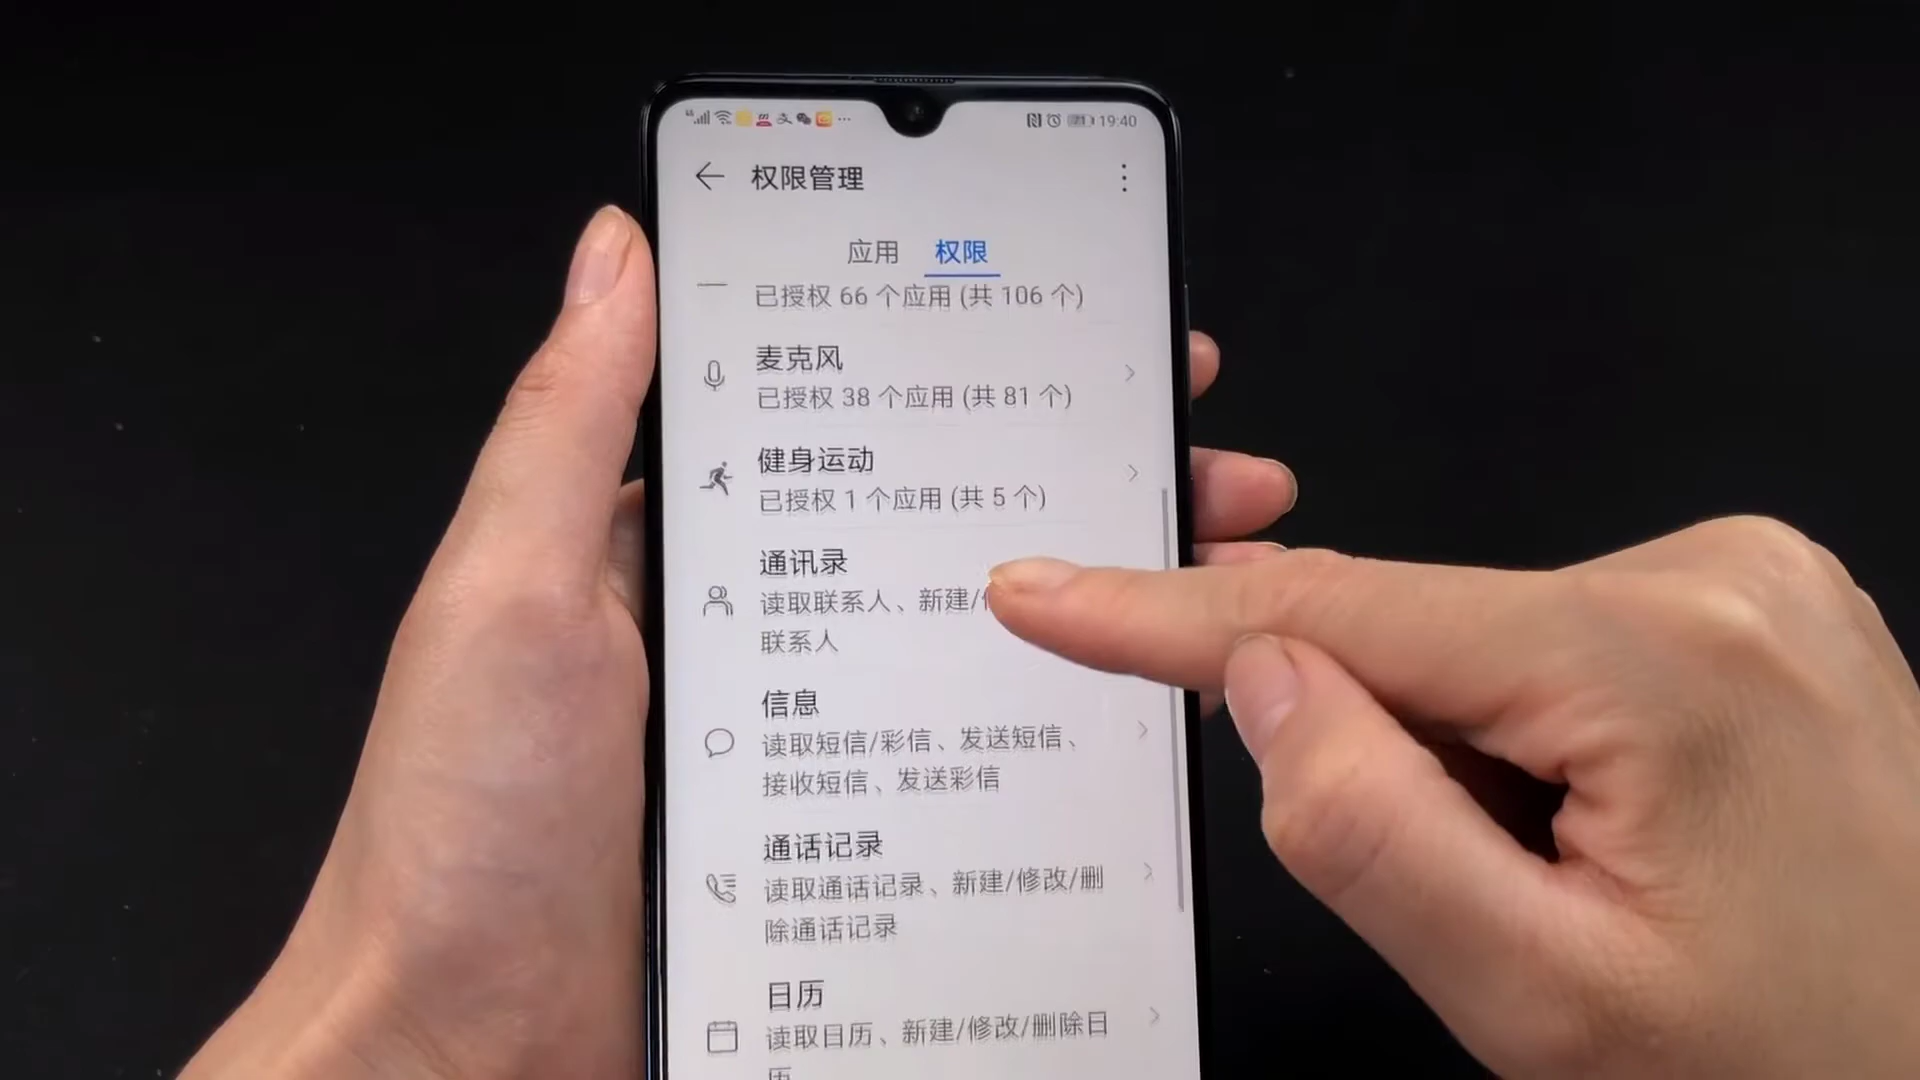 19:40
权限管理
应用 权限
已授权 66 个应用 (共 106 个)
麦克风
已授权 38 个应用 (共 81 个)
健身运动
已授权 1 个应用 (共 5 个)
通讯录
读取联系人、新建/
联系人
信息
读取短信/彩信、发送短信、
接收短信、发送彩信
通话记录
读取通话记录、新建/修改/删
除通话记录
日历
读取日历、新建/修改/删除日
历